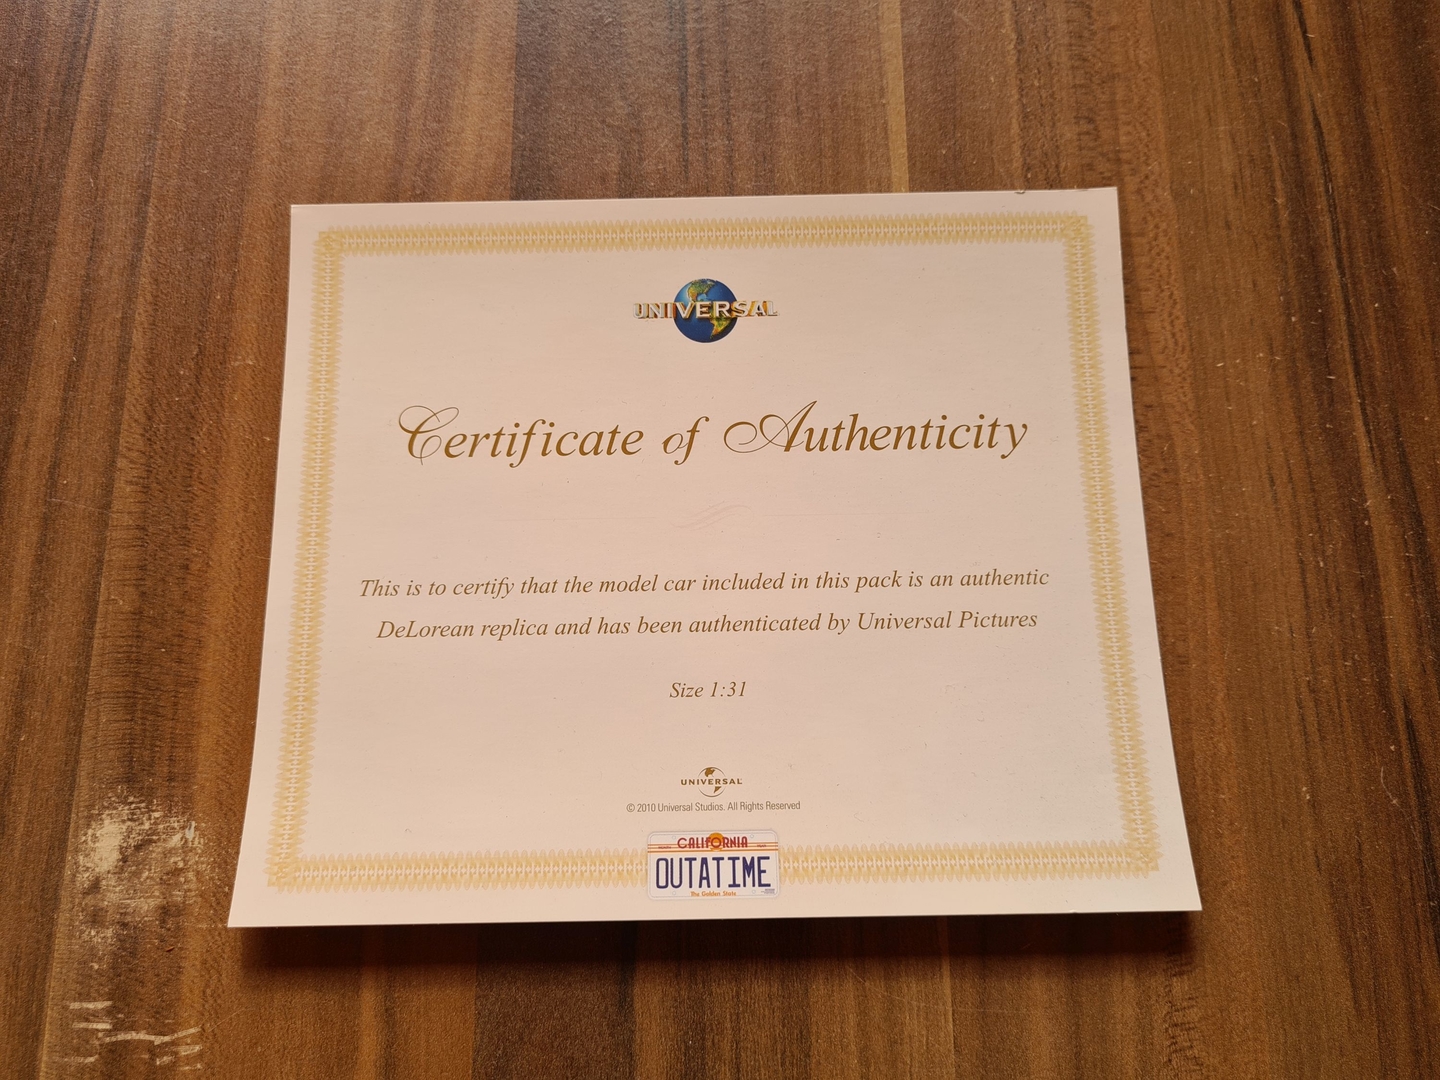 UNIVERSAL
Certificate of Authenticity
This is to certify that the model car included in this pack is an authentic
DeLorean replica and has been authenticated by Universal Pictures
Size 1:31
UNIVERSAL
© 2010 Universal Studios. All Rights Reserved
CALIFORNIA
OUTATIME
The Golden State